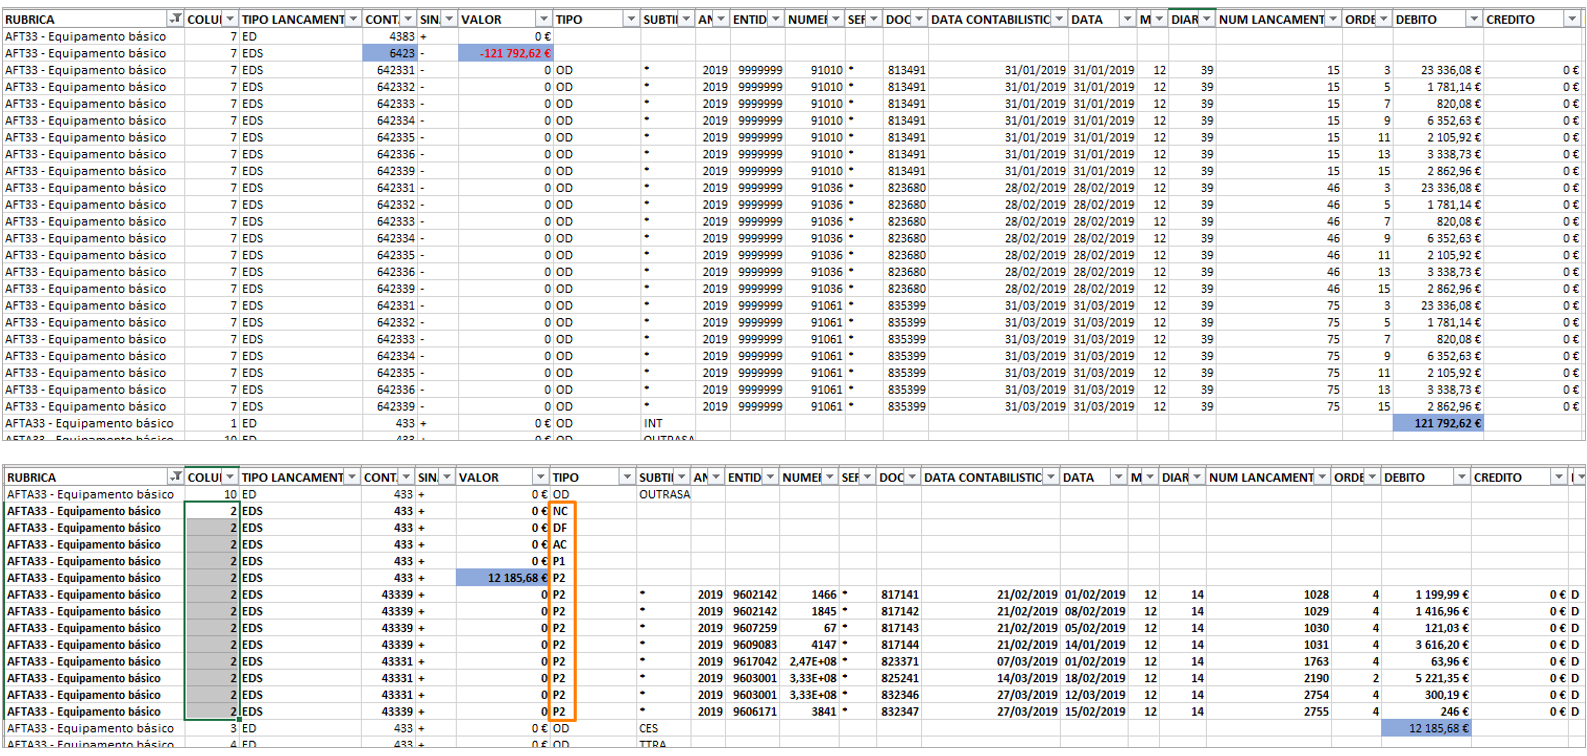 RUBRICA COLUI TIPO LANCAMENT CONT. SIN. VALOR TIPO SUBTII AN ENTID NUMER SER DOC DATA CONTABILISTIC DATA M DIAR NUM LANCAMENT ORDE DEBITO CREDITO
AFT33 - Equipamento básico 7 ED 4383 + 0 €
AFT33 - Equipamento básico 7 EDS 6423 - -121 792,62 €
AFT33 - Equipamento básico 7 EDS 642331 - 0 OD * 2019 9999999 91010 * 813491 31/01/2019 31/01/2019 12 39 15 3 23 336,08 € 0 €
AFT33 - Equipamento básico 7 EDS 642332 - 0 OD * 2019 9999999 91010 * 813491 31/01/2019 31/01/2019 12 39 15 5 1 781,14 € 0 €
AFT33 - Equipamento básico 7 EDS 642333 - 0 OD * 2019 9999999 91010 * 813491 31/01/2019 31/01/2019 12 39 15 7 820,08 € 0 €
AFT33 - Equipamento básico 7 EDS 642334 - 0 OD * 2019 9999999 91010 * 813491 31/01/2019 31/01/2019 12 39 15 9 6 352,63 € 0 €
AFT33 - Equipamento básico 7 EDS 642335 - 0 OD * 2019 9999999 91010 * 813491 31/01/2019 31/01/2019 12 39 15 11 2 105,92 € 0 €
AFT33 - Equipamento básico 7 EDS 642336 - 0 OD * 2019 9999999 91010 * 813491 31/01/2019 31/01/2019 12 39 15 13 3 338,73 € 0 €
AFT33 - Equipamento básico 7 EDS 642339 - 0 OD * 2019 9999999 91010 * 813491 31/01/2019 31/01/2019 12 39 15 15 2 862,96 € 0 €
AFT33 - Equipamento básico 7 EDS 642331 - 0 OD * 2019 9999999 91036 * 823680 28/02/2019 28/02/2019 12 39 46 3 23 336,08 € 0 €
AFT33 - Equipamento básico 7 EDS 642332 - 0 OD * 2019 9999999 91036 * 823680 28/02/2019 28/02/2019 12 39 46 5 1 781,14 € 0 €
AFT33 - Equipamento básico 7 EDS 642333 - 0 OD * 2019 9999999 91036 * 823680 28/02/2019 28/02/2019 12 39 46 7 820,08 € 0 €
AFT33 - Equipamento básico 7 EDS 642334 - 0 OD * 2019 9999999 91036 * 823680 28/02/2019 28/02/2019 12 39 46 9 6 352,63 € 0 €
AFT33 - Equipamento básico 7 EDS 642335 - 0 OD * 2019 9999999 91036 * 823680 28/02/2019 28/02/2019 12 39 46 11 2 105,92 € 0 €
AFT33 - Equipamento básico 7 EDS 642336 - 0 OD * 2019 9999999 91036 * 823680 28/02/2019 28/02/2019 12 39 46 13 3 338,73 € 0 €
AFT33 - Equipamento básico 7 EDS 642339 - 0 OD * 2019 9999999 91036 * 823680 28/02/2019 28/02/2019 12 39 46 15 2 862,96 € 0 €
AFT33 - Equipamento básico 7 EDS 642331 - 0 OD * 2019 9999999 91061 * 835399 31/03/2019 31/03/2019 12 39 75 3 23 336,08 € 0 €
AFT33 - Equipamento básico 7 EDS 642332 - 0 OD * 2019 9999999 91061 * 835399 31/03/2019 31/03/2019 12 39 75 5 1 781,14 € 0 €
AFT33 - Equipamento básico 7 EDS 642333 - 0 OD * 2019 9999999 91061 * 835399 31/03/2019 31/03/2019 12 39 75 7 820,08 € 0 €
AFT33 - Equipamento básico 7 EDS 642334 - 0 OD * 2019 9999999 91061 * 835399 31/03/2019 31/03/2019 12 39 75 9 6 352,63 € 0 €
AFT33 - Equipamento básico 7 EDS 642335 - 0 OD * 2019 9999999 91061 * 835399 31/03/2019 31/03/2019 12 39 75 11 2 105,92 € 0 €
AFT33 - Equipamento básico 7 EDS 642336 - 0 OD * 2019 9999999 91061 * 835399 31/03/2019 31/03/2019 12 39 75 13 3 338,73 € 0 €
AFT33 - Equipamento básico 7 EDS 642339 - 0 OD * 2019 9999999 91061 * 835399 31/03/2019 31/03/2019 12 39 75 15 2 862,96 € 0 €
AFTA33 - Equipamento básico 1 ED 433 + 0 € OD INT 121 792,62 €
AFTA33 - Equipamento básico 10 ED 433 + 0 € OD OUTRASA
RUBRICA COLUI TIPO LANCAMENT CONT. SIN. VALOR TIPO SUBTII AN ENTID NUMER SER DOC DATA CONTABILISTIC DATA M DIAR NUM LANCAMENT ORDE DEBITO CREDITO
AFTA33 - Equipamento básico 10 ED 433 + 0 € OD OUTRASA
AFTA33 - Equipamento básico 2 EDS 433 + 0 € NC
AFTA33 - Equipamento básico 2 EDS 433 + 0 € DF
AFTA33 - Equipamento básico 2 EDS 433 + 0 € AC
AFTA33 - Equipamento básico 2 EDS 433 + 0 € P1
AFTA33 - Equipamento básico 2 EDS 433 + 12 185,68 € P2
AFTA33 - Equipamento básico 2 EDS 43339 + 0 P2 * 2019 9602142 1466 * 817141 21/02/2019 01/02/2019 12 14 1028 4 1 199,99 € 0 € D
AFTA33 - Equipamento básico 2 EDS 43339 + 0 P2 * 2019 9602142 1845 * 817142 21/02/2019 08/02/2019 12 14 1029 4 1 416,96 € 0 € D
AFTA33 - Equipamento básico 2 EDS 43339 + 0 P2 * 2019 9607259 67 * 817143 21/02/2019 05/02/2019 12 14 1030 4 121,03 € 0 € D
AFTA33 - Equipamento básico 2 EDS 43339 + 0 P2 * 2019 9609083 4147 * 817144 21/02/2019 14/01/2019 12 14 1031 4 3 616,20 € 0 € D
AFTA33 - Equipamento básico 2 EDS 43331 + 0 P2 * 2019 9617042 2,47E+08 * 823371 07/03/2019 01/02/2019 12 14 1763 4 63,96 € 0 € D
AFTA33 - Equipamento básico 2 EDS 43331 + 0 P2 * 2019 9603001 3,33E+08 * 825241 14/03/2019 18/02/2019 12 14 2190 2 5 221,35 € 0 € D
AFTA33 - Equipamento básico 2 EDS 43331 + 0 P2 * 2019 9603001 3,33E+08 * 832346 27/03/2019 12/03/2019 12 14 2754 4 300,19 € 0 € D
AFTA33 - Equipamento básico 2 EDS 43339 + 0 P2 * 2019 9606171 3841 * 832347 27/03/2019 15/02/2019 12 14 2755 4 246 € 0 € D
AFTA33 - Equipamento básico 3 ED 433 + 0 € OD CES 12 185,68 €
AFTA33 - Equipamento básico 4 ED 433 + 0 € OD TTRA